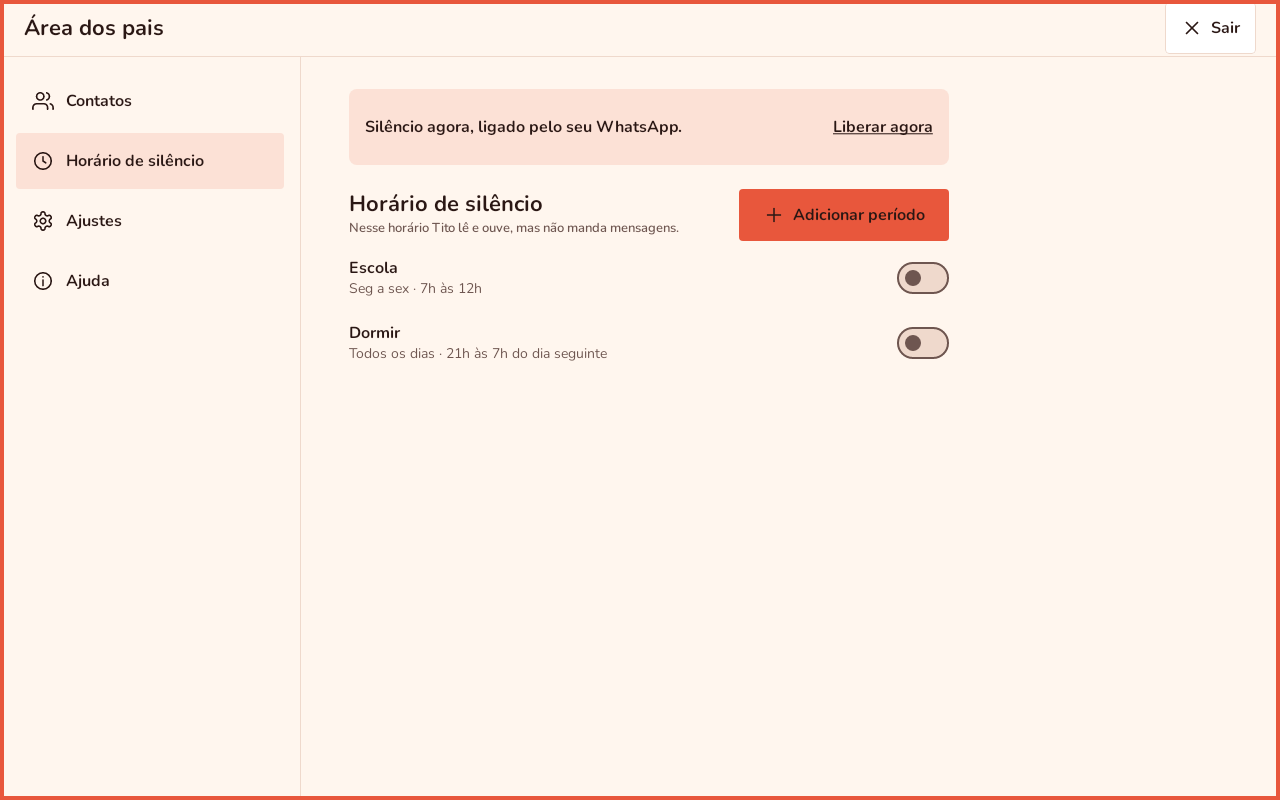 Área dos pais
Sair
Contatos
Horário de silêncio
Ajustes
Ajuda
Silêncio agora, ligado pelo seu WhatsApp.
Liberar agora
Horário de silêncio
Nesse horário Tito lê e ouve, mas não manda mensagens.
Adicionar período
Escola
Seg a sex · 7h às 12h
Dormir
Todos os dias · 21h às 7h do dia seguinte